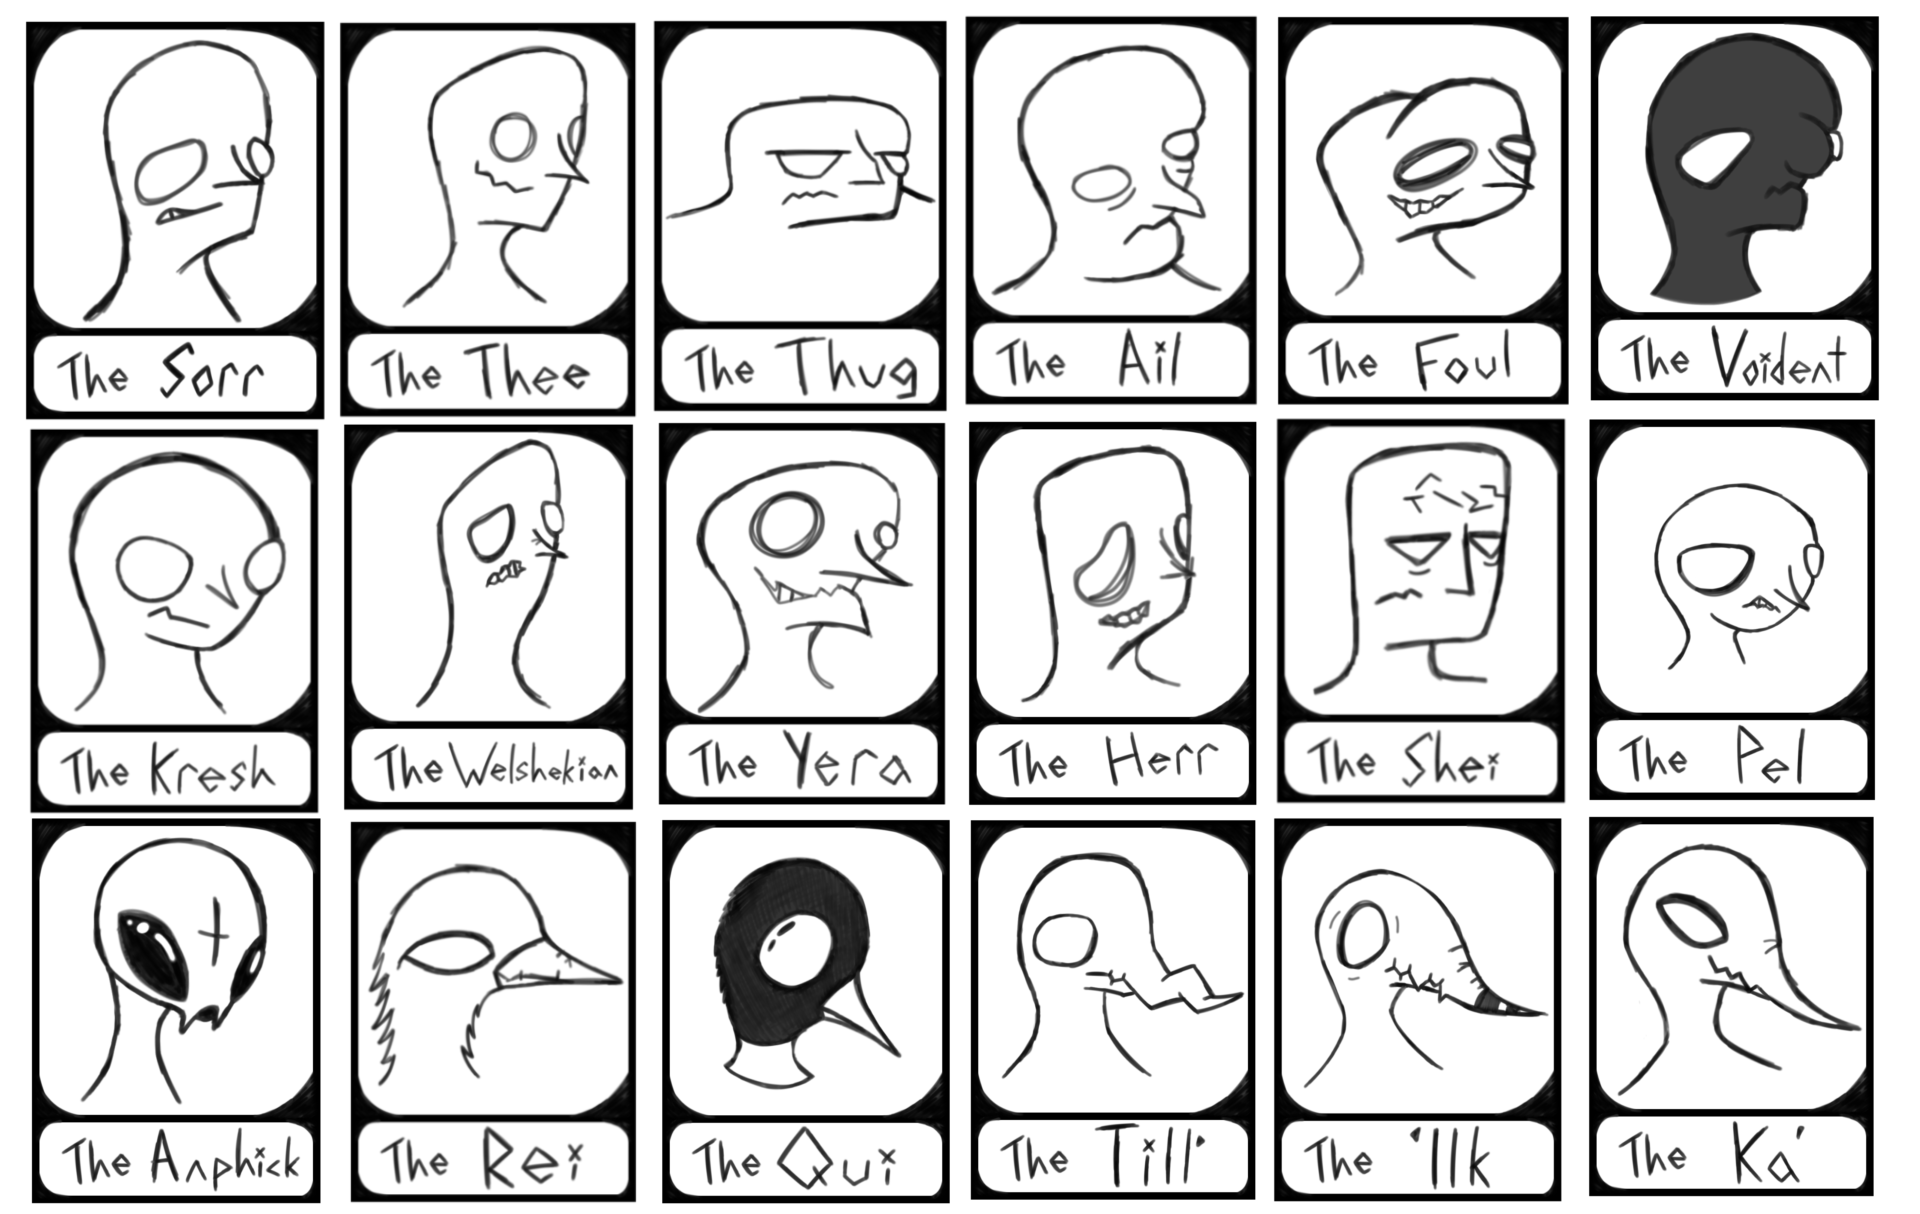 The Sorr
The Thee
The Thug
The Ail
The Foul
The Voident
The Kresh
The Welshekian
The Yera
The Herr
The Shei
The Pel
The Anphick
The Rei
The Qui
The Till'
The 'Ilk
The Ka'